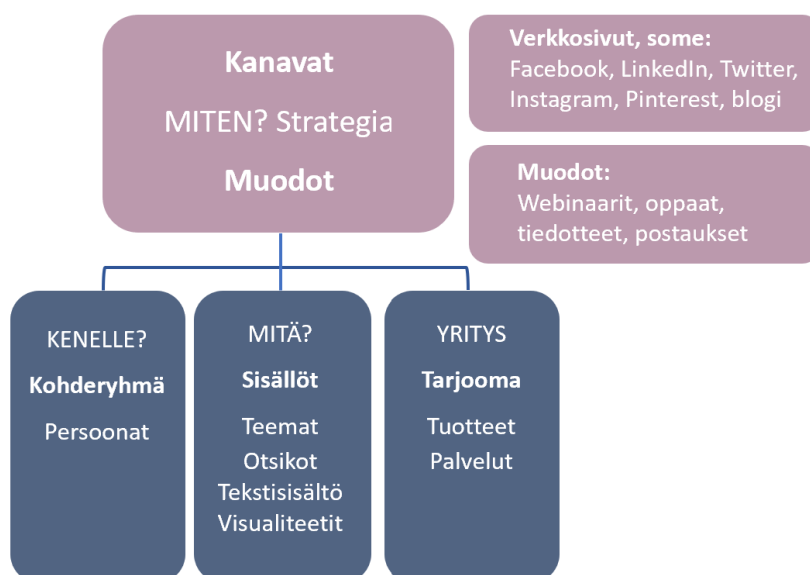 Kanavat
MITEN? Strategia
Muodot
Verkkosivut, some:
Facebook, LinkedIn, Twitter,
Instagram, Pinterest, blogi
Muodot:
Webinaarit, oppaat,
tiedotteet, postaukset
KENELLE?
Kohderyhmä
Persoonat
MITÄ?
Sisällöt
Teemat
Otsikot
Tekstisisältö
Visualiteetit
YRITYS
Tarjooma
Tuotteet
Palvelut